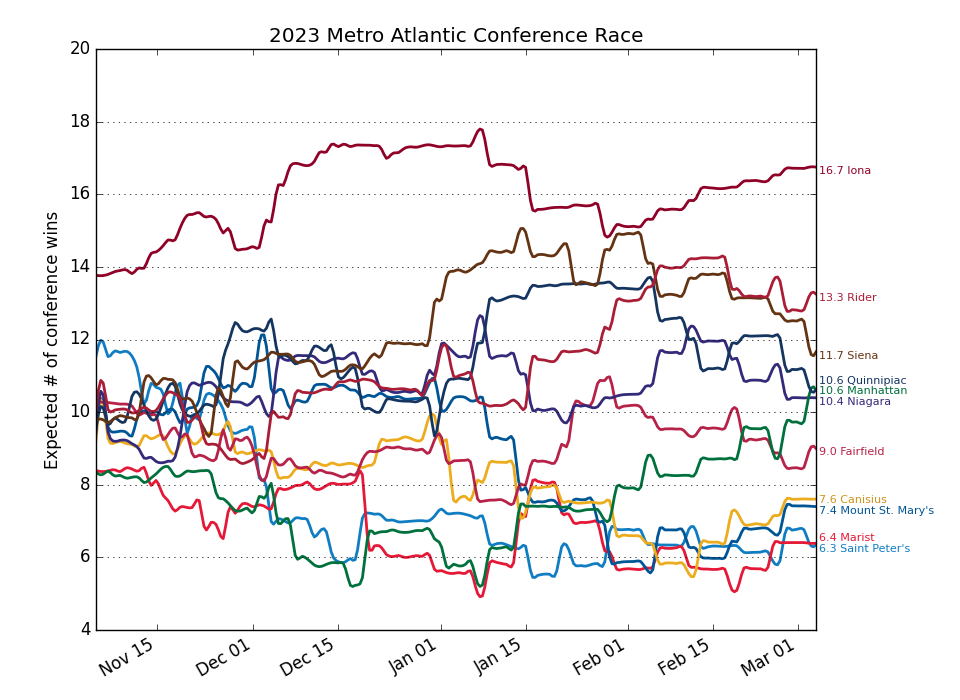 2023 Metro Atlantic Conference Race
Expected # of conference wins
20
18
16
14
12
10
8
6
4
16.7 Iona
13.3 Rider
11.7 Siena
10.6 Quinnipiac
10.6 Manhattan
10.4 Niagara
9.0 Fairfield
7.6 Canisius
7.4 Mount St. Mary's
6.4 Marist
6.3 Saint Peter's
Nov 15
Dec 01
Dec 15
Jan 01
Jan 15
Feb 01
Feb 15
Mar 01